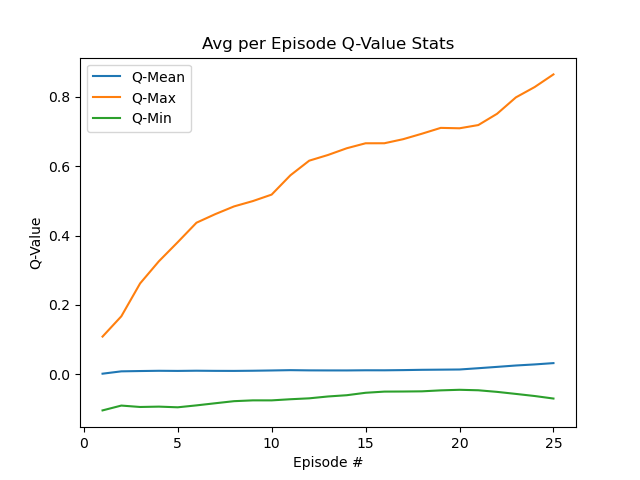 Avg per Episode Q-Value Stats
Q-Mean
Q-Max
Q-Min
Q-Value
0.8
0.6
0.4
0.2
0.0
0 5 10 15 20 25
Episode #